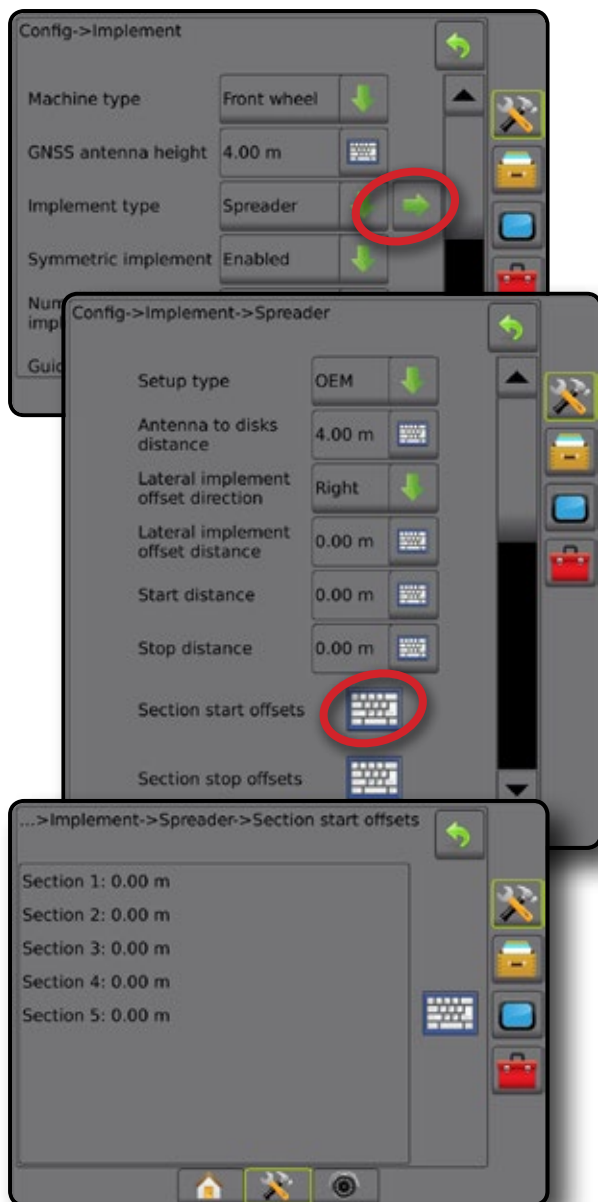 Config->Implement
Machine type Front wheel
GNSS antenna height 4.00 m
Implement type Spreader
Symmetric implement Enabled
Num
impl
Guid
Config->Implement->Spreader
Setup type OEM
Antenna to disks
distance 4.00 m
Lateral implement
offset direction Right
Lateral implement
offset distance 0.00 m
Start distance 0.00 m
Stop distance 0.00 m
Section start offsets
Section stop offsets
...>Implement->Spreader->Section start offsets
Section 1: 0.00 m
Section 2: 0.00 m
Section 3: 0.00 m
Section 4: 0.00 m
Section 5: 0.00 m